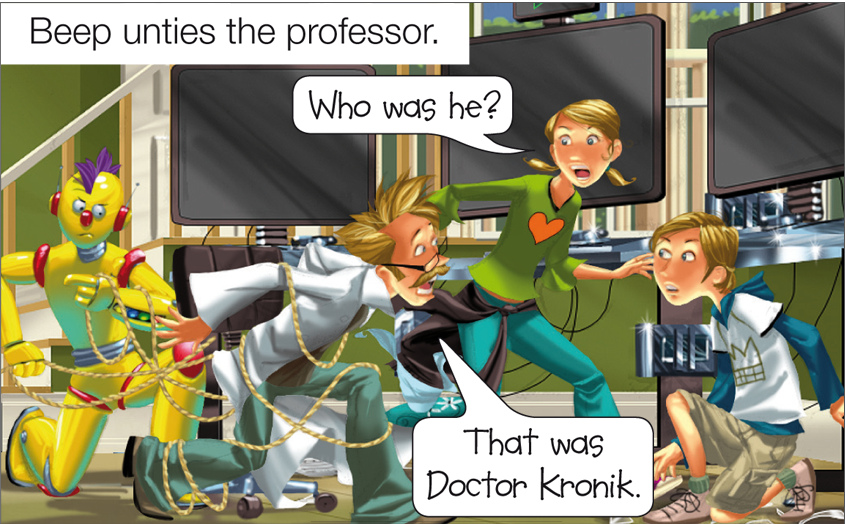 Beep unties the professor.
Who was he?
That was
Doctor Kronik.